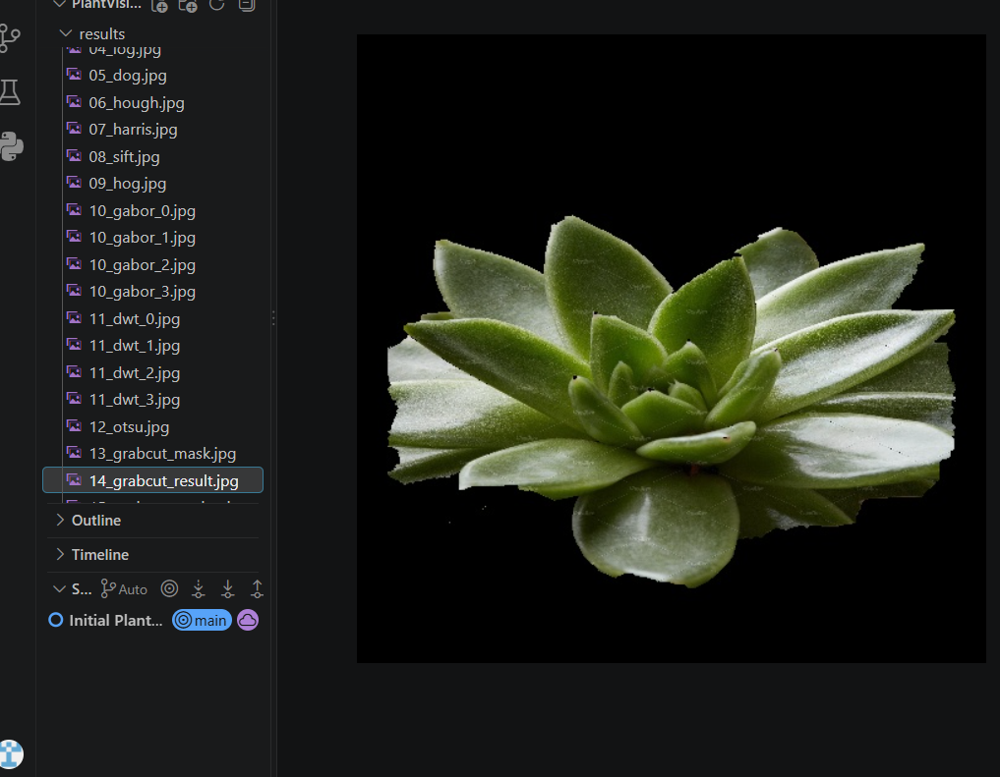 PlantVisi...
results
04_log.jpg
05_dog.jpg
06_hough.jpg
07_harris.jpg
08_sift.jpg
09_hog.jpg
10_gabor_0.jpg
10_gabor_1.jpg
10_gabor_2.jpg
10_gabor_3.jpg
11_dwt_0.jpg
11_dwt_1.jpg
11_dwt_2.jpg
11_dwt_3.jpg
12_otsu.jpg
13_grabcut_mask.jpg
14_grabcut_result.jpg
Outline
Timeline
S... Auto
Initial Plant... main